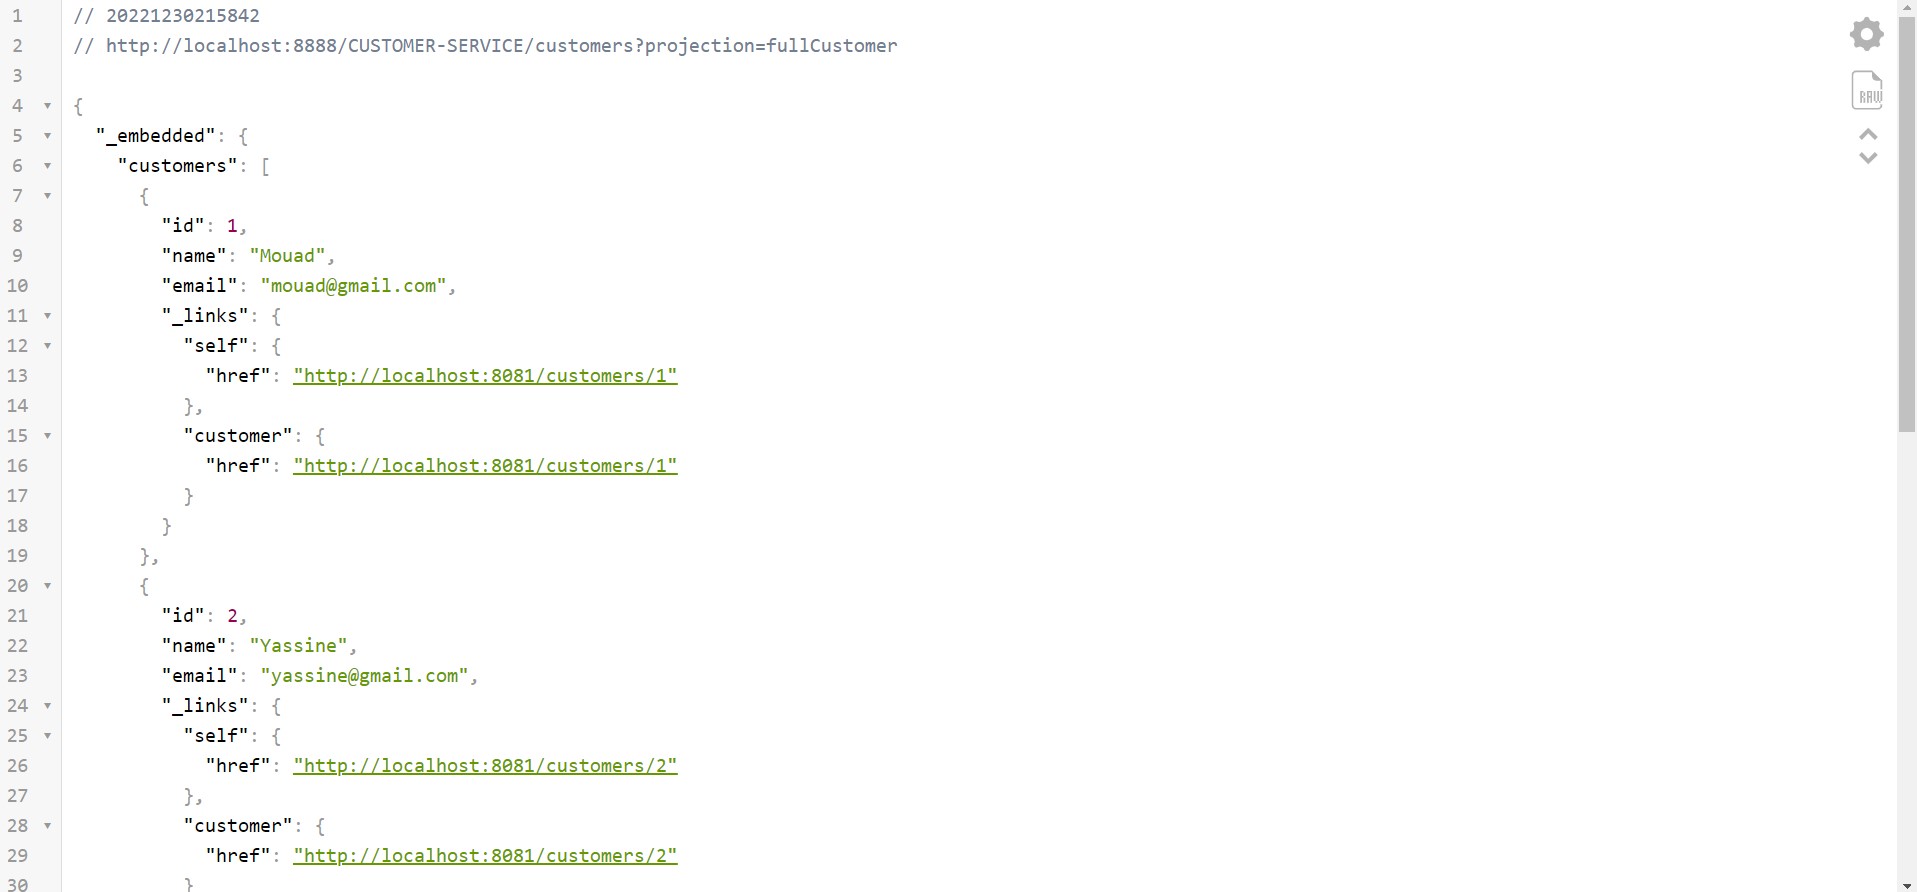 1 // 20221230215842
2 // http://localhost:8888/CUSTOMER-SERVICE/customers?projection=fullCustomer
3
4 {
5 "_embedded": {
6 "customers": [
7 {
8 "id": 1,
9 "name": "Mouad",
10 "email": "mouad@gmail.com",
11 "_links": {
12 "self": {
13 "href": "http://localhost:8081/customers/1"
14 },
15 "customer": {
16 "href": "http://localhost:8081/customers/1"
17 }
18 }
19 },
20 {
21 "id": 2,
22 "name": "Yassine",
23 "email": "yassine@gmail.com",
24 "_links": {
25 "self": {
26 "href": "http://localhost:8081/customers/2"
27 },
28 "customer": {
29 "href": "http://localhost:8081/customers/2"
30 }
RAW